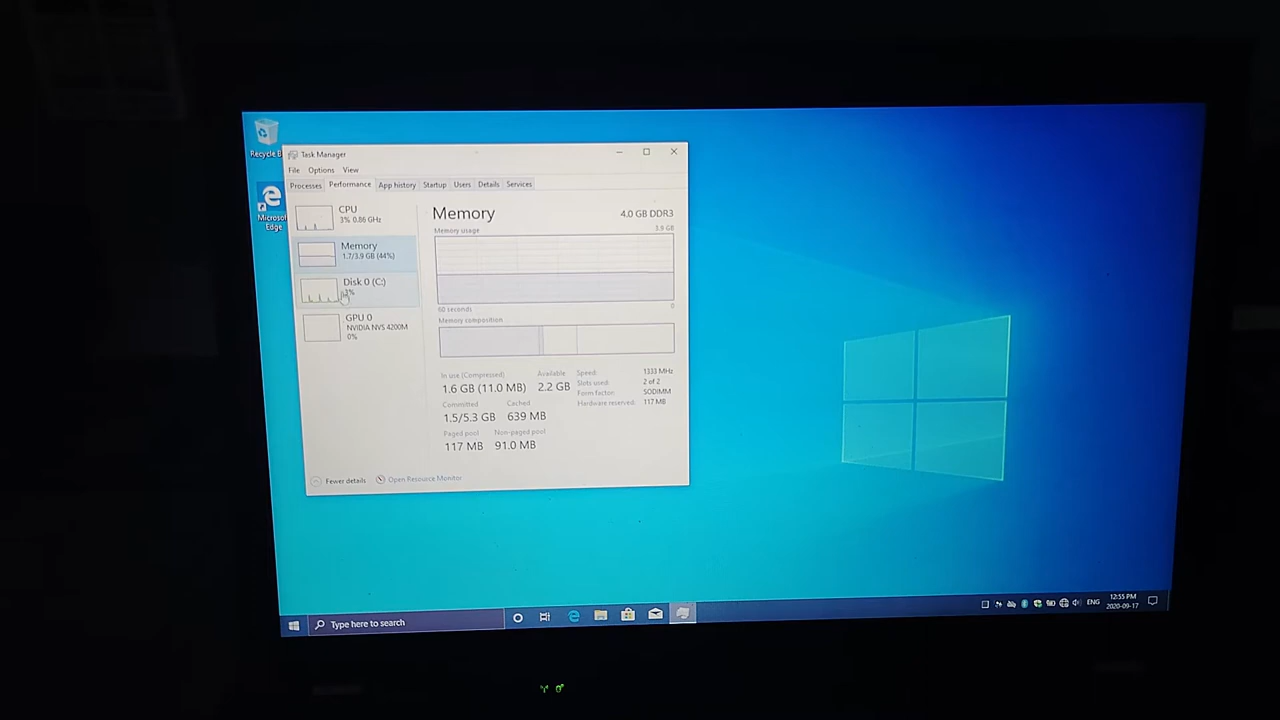 Recycle B
Microsof
Edge
Task Manager
File Options View
Processes Performance App history Startup Users Details Services
CPU
3% 0.86 GHz
Memory
1.7/3.9 GB (44%)
Disk 0 (C:)
3%
GPU 0
NVIDIA NVS 4200M
0%
Memory 4.0 GB DDR3
Memory usage 3.9 GB
60 seconds 0
Memory composition
In use (Compressed) Available
1.6 GB (11.0 MB) 2.2 GB
Speed: 1333 MHz
Slots used: 2 of 2
Form factor: SODIMM
Hardware reserved: 117 MB
Committed Cached
1.5/5.3 GB 639 MB
Paged pool Non-paged pool
117 MB 91.0 MB
Fewer details Open Resource Monitor
Type here to search
ENG
12:55 PM
2020-09-17